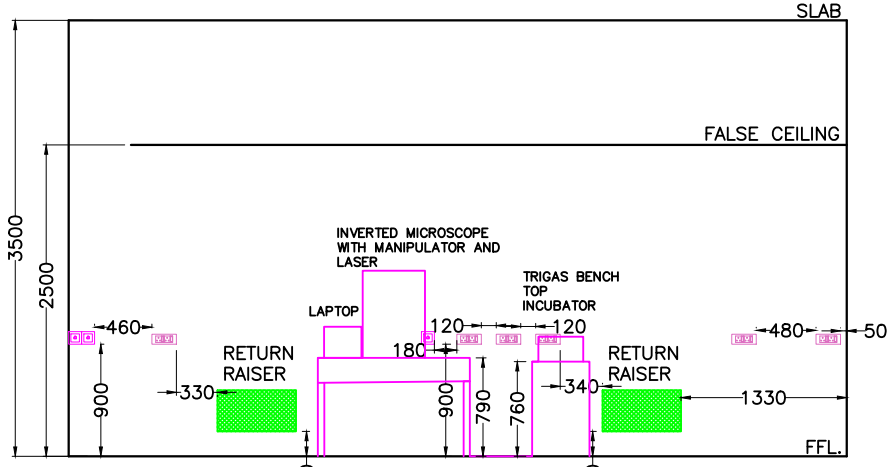 SLAB
FALSE CEILING
3500
2500
INVERTED MICROSCOPE
WITH MANIPULATOR AND
LASER
TRIGAS BENCH
TOP
INCUBATOR
LAPTOP
460
120
120
480
50
180
RETURN
RAISER
RETURN
RAISER
900
330
900
790
760
340
1330
FFL.